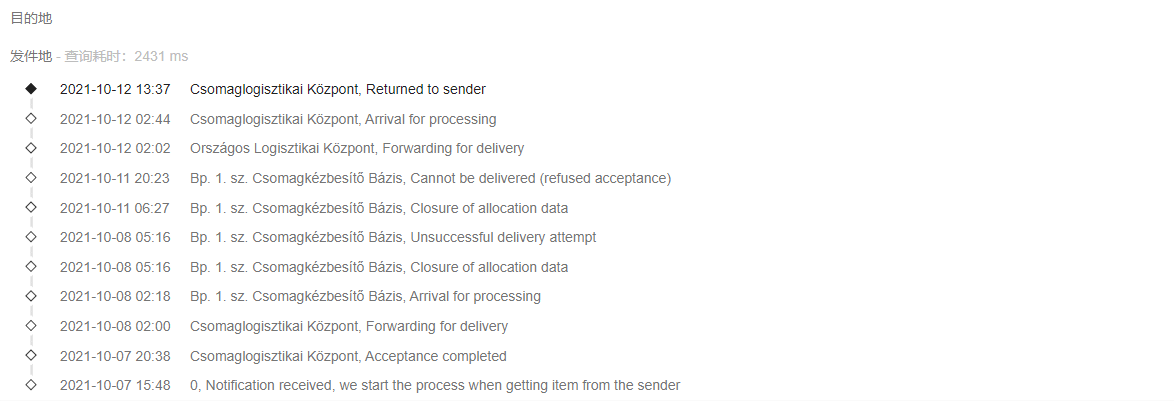 目的地
发件地 - 查询耗时：2431 ms
2021-10-12 13:37 Csomaglogisztikai Központ, Returned to sender
2021-10-12 02:44 Csomaglogisztikai Központ, Arrival for processing
2021-10-12 02:02 Országos Logisztikai Központ, Forwarding for delivery
2021-10-11 20:23 Bp. 1. sz. Csomagkézbesítő Bázis, Cannot be delivered (refused acceptance)
2021-10-11 06:27 Bp. 1. sz. Csomagkézbesítő Bázis, Closure of allocation data
2021-10-08 05:16 Bp. 1. sz. Csomagkézbesítő Bázis, Unsuccessful delivery attempt
2021-10-08 05:16 Bp. 1. sz. Csomagkézbesítő Bázis, Closure of allocation data
2021-10-08 02:18 Bp. 1. sz. Csomagkézbesítő Bázis, Arrival for processing
2021-10-08 02:00 Csomaglogisztikai Központ, Forwarding for delivery
2021-10-07 20:38 Csomaglogisztikai Központ, Acceptance completed
2021-10-07 15:48 0, Notification received, we start the process when getting item from the sender